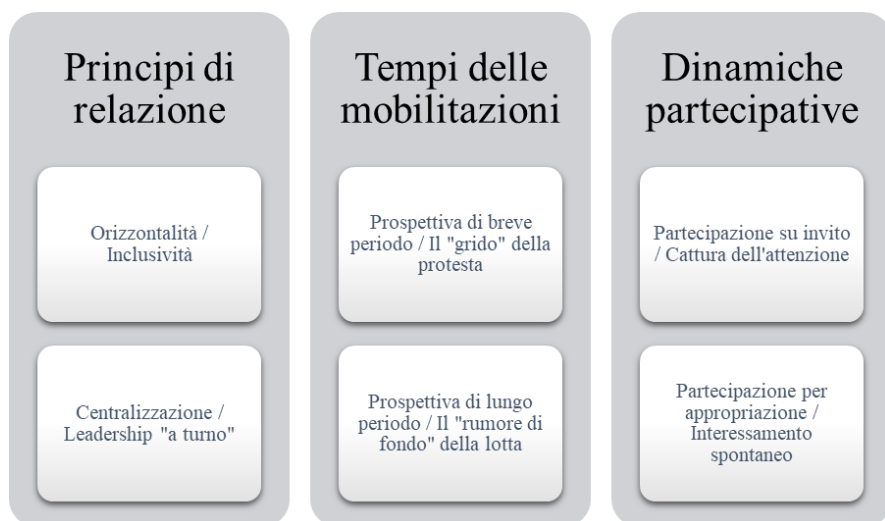 Principi di
relazione
Orizzontalità /
Inclusività
Centralizzazione /
Leadership "a turno"
Tempi delle
mobilitazioni
Prospettiva di breve
periodo / Il "grido" della
protesta
Prospettiva di lungo
periodo / Il "rumore di
fondo" della lotta
Dinamiche
partecipative
Partecipazione su invito
/ Cattura dell'attenzione
Partecipazione per
appropriazione /
Interessamento
spontaneo